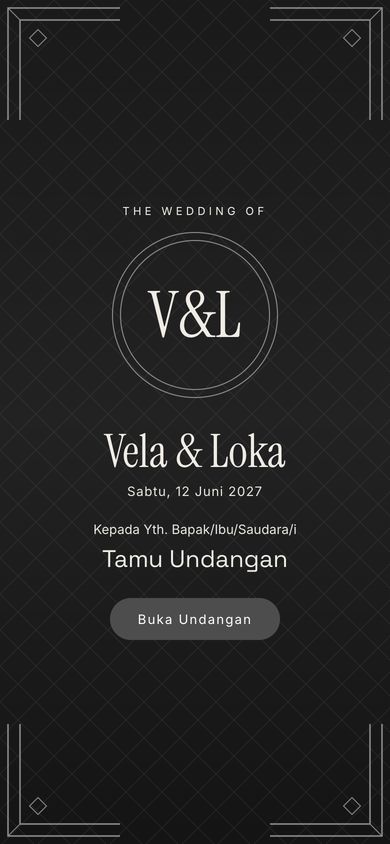 THE WEDDING OF
V&L
Vela & Loka
Sabtu, 12 Juni 2027
Kepada Yth. Bapak/Ibu/Saudara/i
Tamu Undangan
Buka Undangan